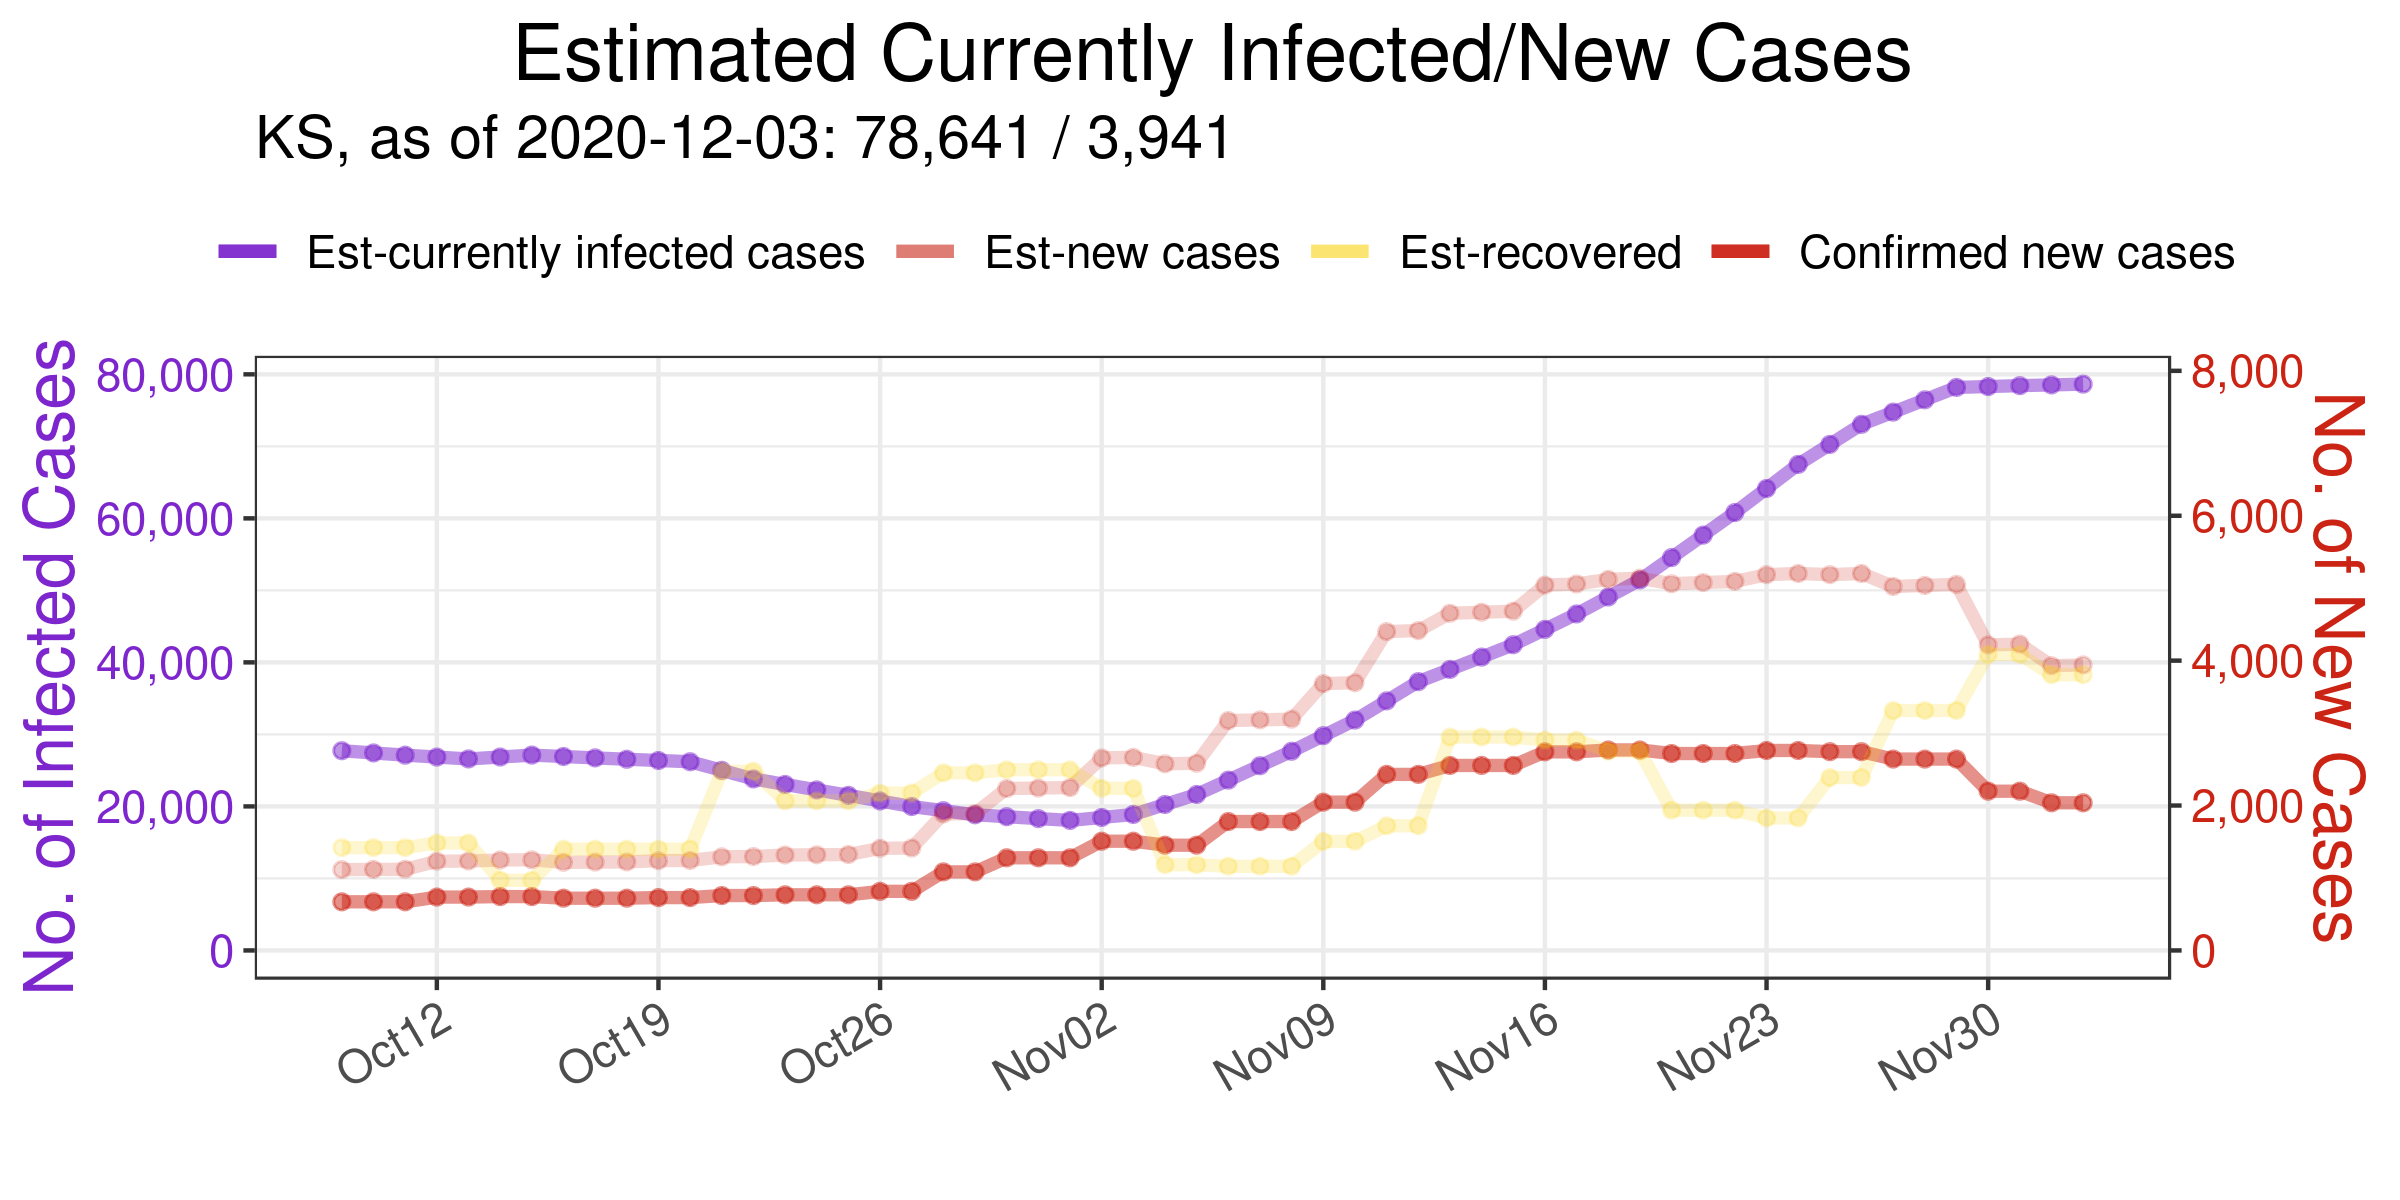 Estimated Currently Infected/New Cases
KS, as of 2020-12-03: 78,641 / 3,941
Est-currently infected cases Est-new cases Est-recovered Confirmed new cases
No. of Infected Cases
80,000
60,000
40,000
20,000
0
8,000
6,000
4,000
2,000
0
No. of New Cases
Oct12 Oct19 Oct26 Nov02 Nov09 Nov16 Nov23 Nov30